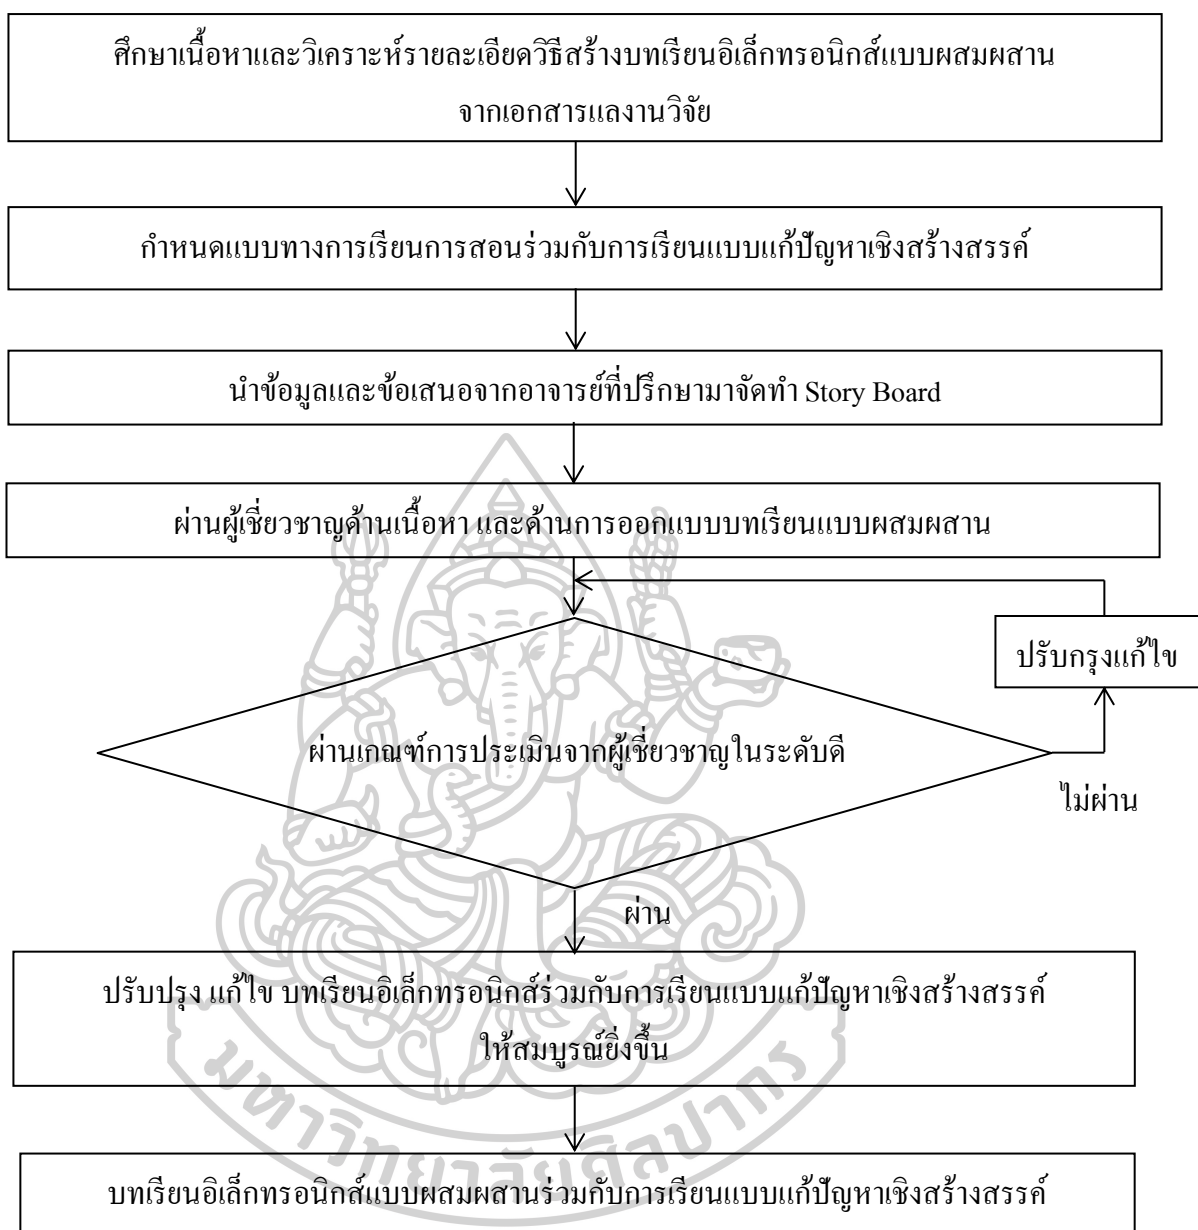 ศึกษาเนื้อหาและวิเคราะห์รายละเอียดวิธีสร้างบทเรียนอิเล็กทรอนิกส์แบบผสมผสาน
จากเอกสารแลงานวิจัย
กำหนดแบบทางการเรียนการสอนร่วมกับการเรียนแบบแก้ปัญหาเชิงสร้างสรรค์
นำข้อมูลและข้อเสนอจากอาจารย์ที่ปรึกษามาจัดทำ Story Board
ผ่านผู้เชี่ยวชาญด้านเนื้อหา และด้านการออกแบบบทเรียนแบบผสมผสาน
ปรับกรุงแก้ไข
ผ่านเกณฑ์การประเมินจากผู้เชี่ยวชาญในระดับดี
ไม่ผ่าน
ผ่าน
ปรับปรุง แก้ไข บทเรียนอิเล็กทรอนิกส์ร่วมกับการเรียนแบบแก้ปัญหาเชิงสร้างสรรค์
ให้สมบูรณ์ยิ่งขึ้น
มหาวิทยาลัยศิลปากร
บทเรียนอิเล็กทรอนิกส์แบบผสมผสานร่วมกับการเรียนแบบแก้ปัญหาเชิงสร้างสรรค์